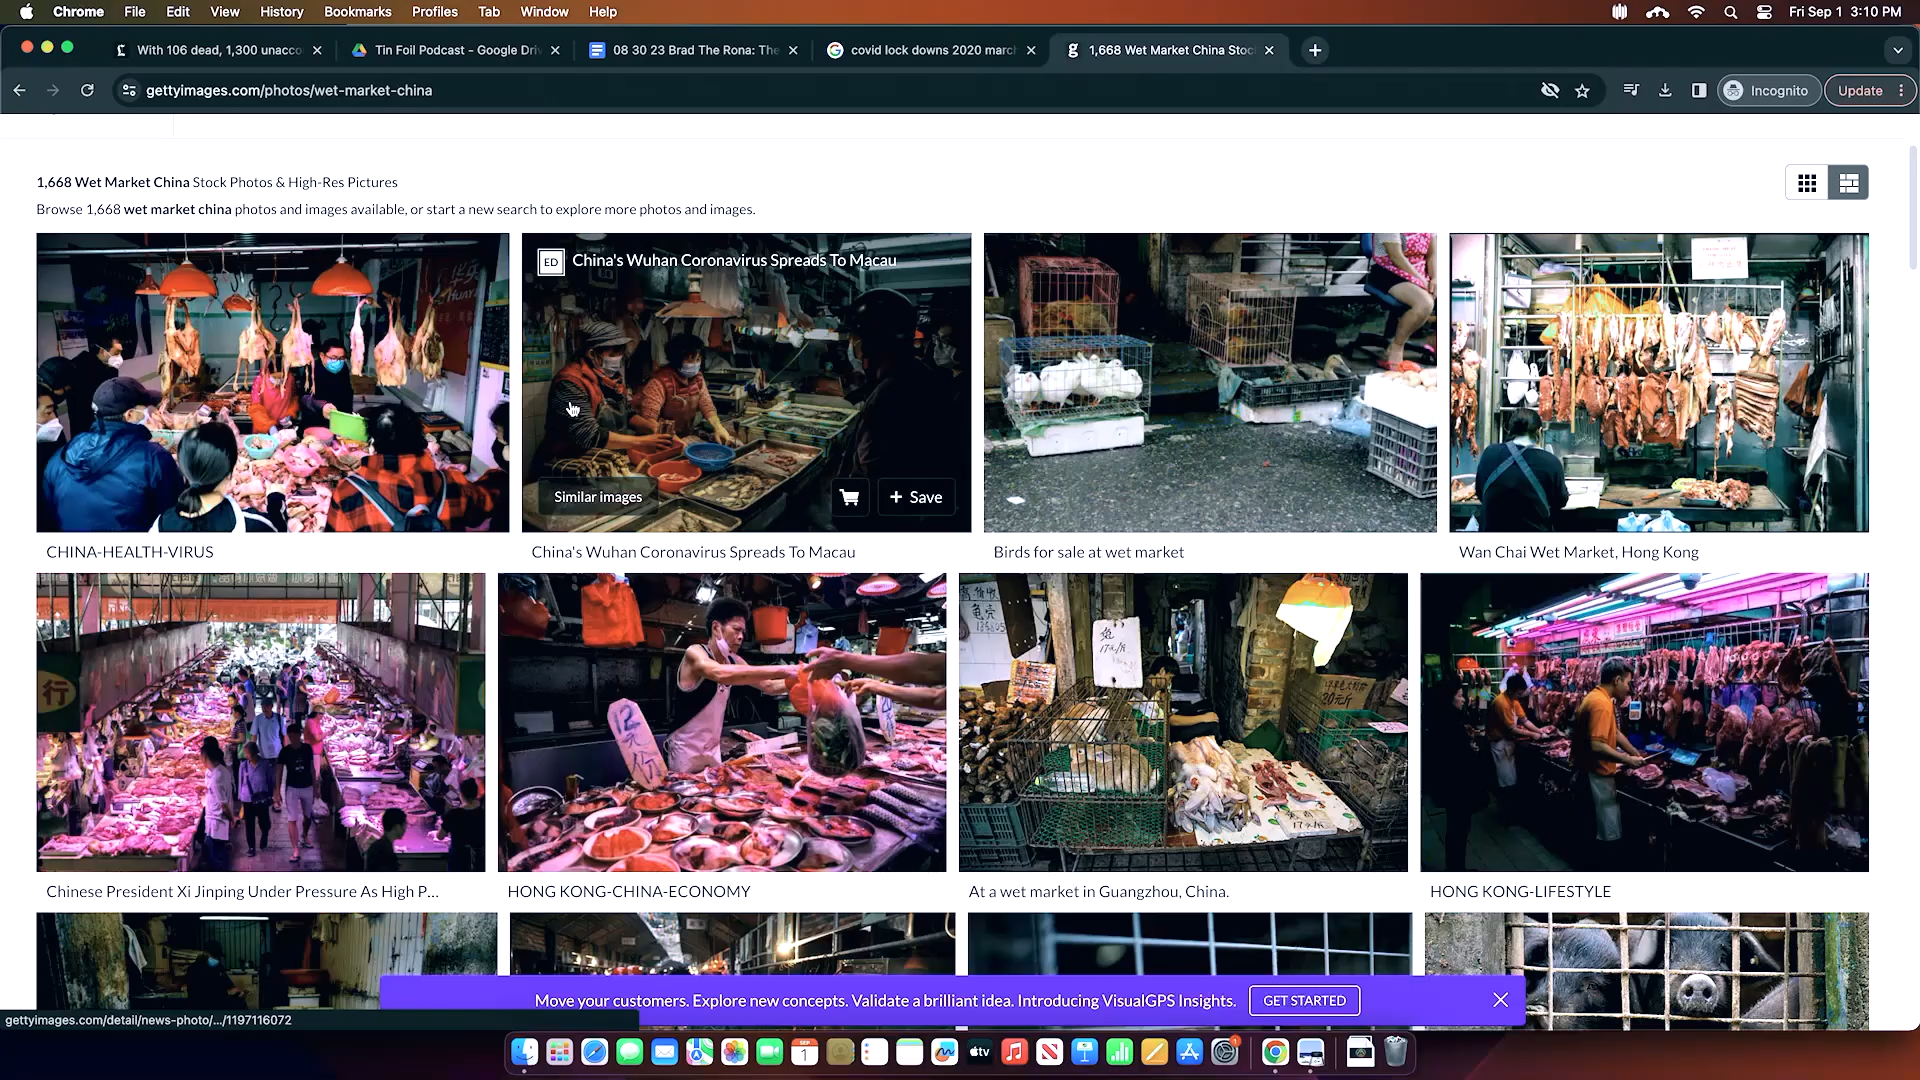 Chrome File Edit View History Bookmarks Profiles Tab Window Help Fri Sep 1 3:10 PM
With 106 dead, 1,300 unacco Tin Foil Podcast - Google Driv 08 30 23 Brad The Rona: The covid lock downs 2020 marc 1,668 Wet Market China Stoc
gettyimages.com/photos/wet-market-china Incognito Update
1,668 Wet Market China Stock Photos & High-Res Pictures
Browse 1,668 wet market china photos and images available, or start a new search to explore more photos and images.
ED China's Wuhan Coronavirus Spreads To Macau
Similar images + Save
CHINA-HEALTH-VIRUS China's Wuhan Coronavirus Spreads To Macau Birds for sale at wet market Wan Chai Wet Market, Hong Kong
Chinese President Xi Jinping Under Pressure As High P... HONG KONG-CHINA-ECONOMY At a wet market in Guangzhou, China. HONG KONG-LIFESTYLE
Move your customers. Explore new concepts. Validate a brilliant idea. Introducing VisualGPS Insights. GET STARTED
gettyimages.com/detail/news-photo/.../1197116072
SEP
1
tv
1